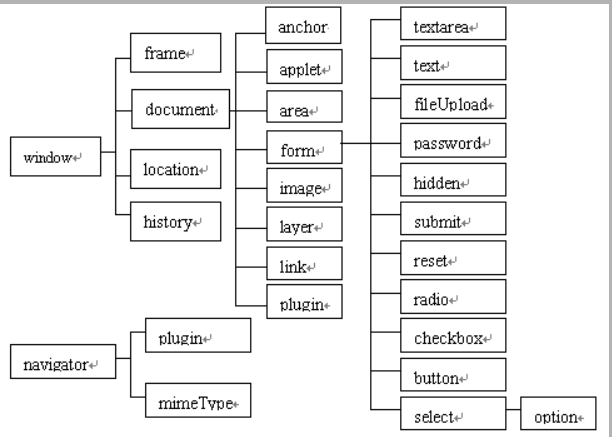 window
frame
document
location
history
anchor
applet
area
form
image
layer
link
plugin
textarea
text
fileUpload
password
hidden
submit
reset
radio
checkbox
button
select
option
navigator
plugin
mimeType